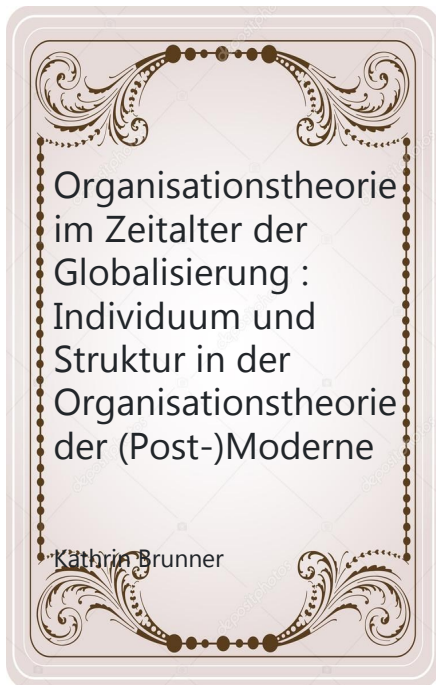 Organisationstheorie
im Zeitalter der
Globalisierung :
Individuum und
Struktur in der
Organisationstheorie
der (Post-)Moderne
Kathrin Brunner